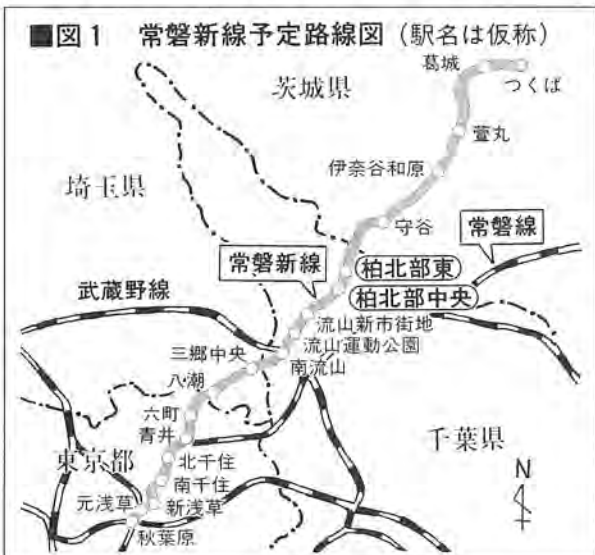 ■図1 常磐新線予定路線図(駅名は仮称)
茨城県
葛城
つくば
萱丸
伊奈谷和原
埼玉県
守谷
常磐線
常磐新線
柏北部東
武蔵野線
柏北部中央
流山新市街地
三郷中央
流山運動公園
八潮
南流山
六町
青井
千葉県
東京都
北千住
N
南千住
元浅草
新浅草
秋葉原